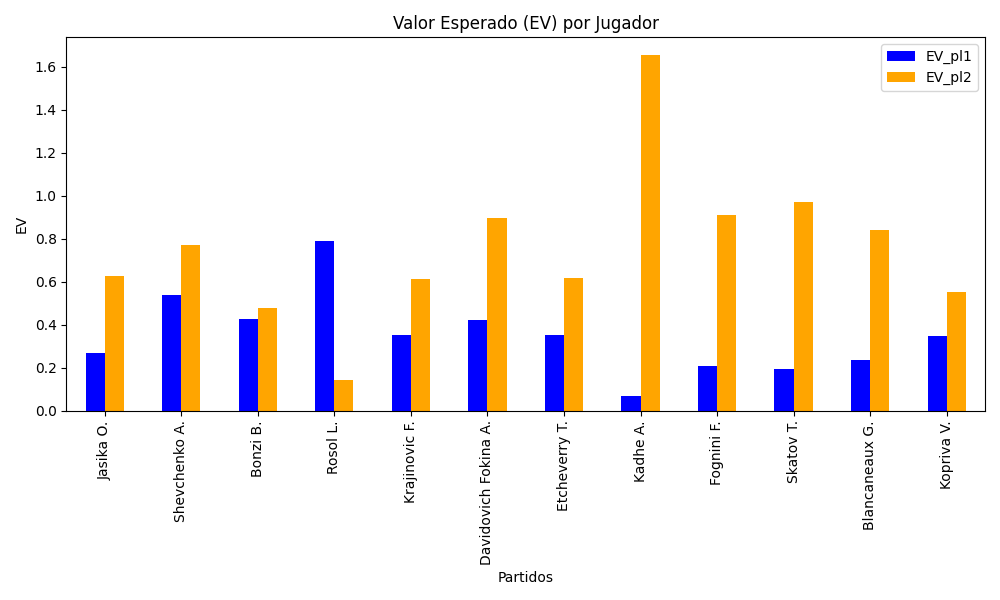 Valor Esperado (EV) por Jugador
EV_pl1
EV_pl2
EV
1.6
1.4
1.2
1.0
0.8
0.6
0.4
0.2
0.0
Jasika O.
Shevchenko A.
Bonzi B.
Rosol L.
Krajinovic F.
Davidovich Fokina A.
Etcheverry T.
Kadhe A.
Fognini F.
Skatov T.
Blancaneaux G.
Kopriva V.
Partidos